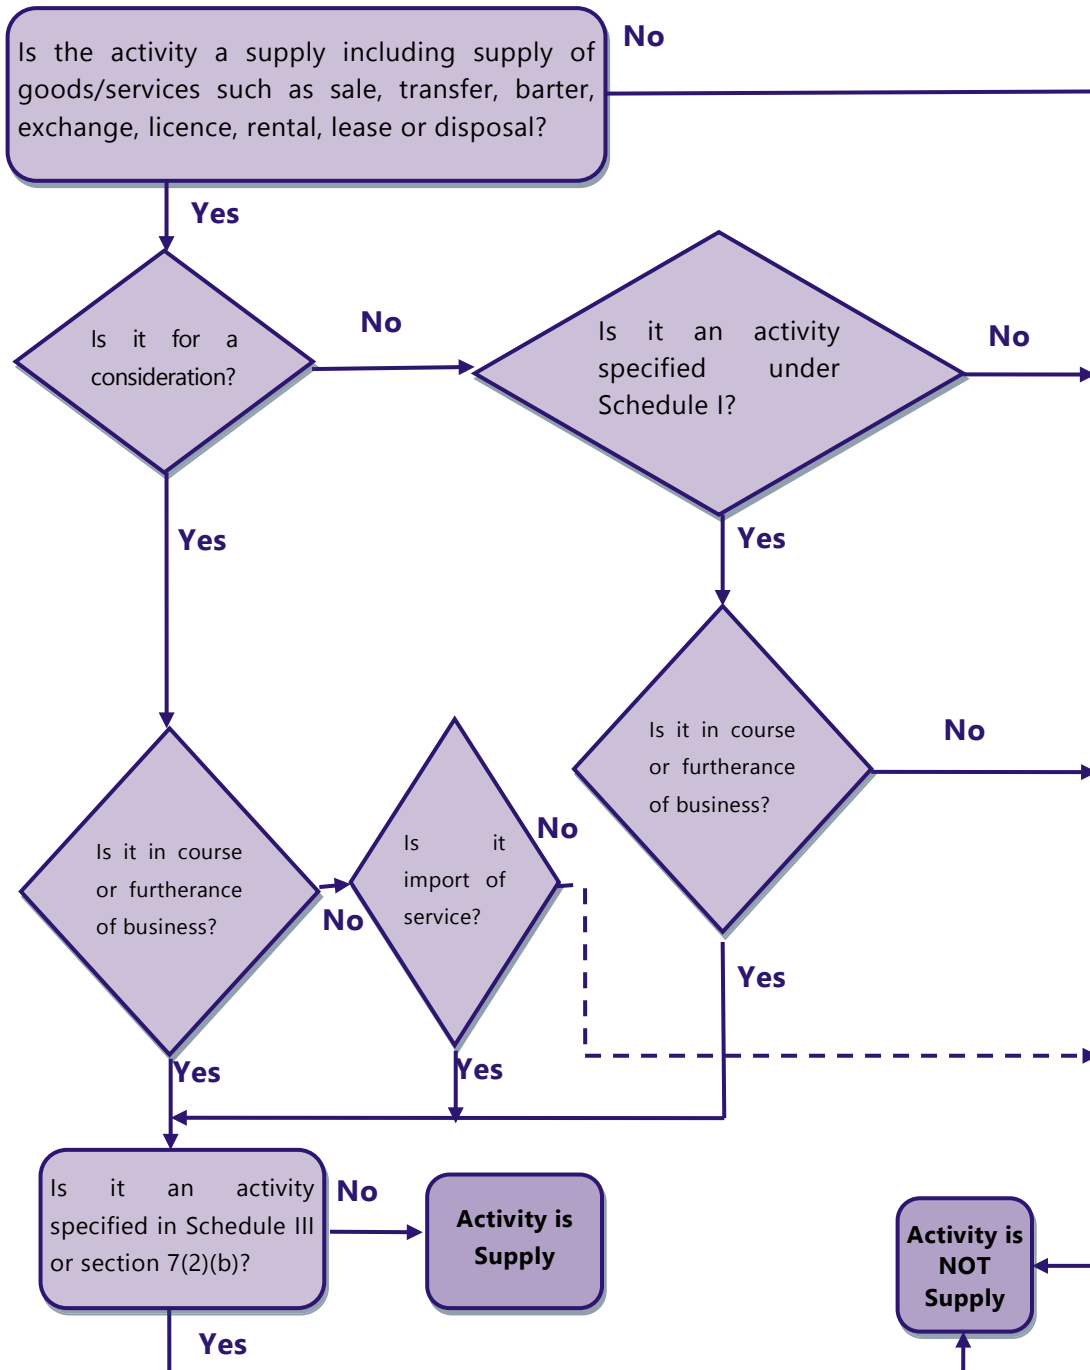 No
Is the activity a supply including supply of
goods/services such as sale, transfer, barter,
exchange, licence, rental, lease or disposal?
Yes
Is it for a
consideration?
No
Is it an activity
specified under
Schedule I?
No
Yes
Yes
Is it in course
or furtherance
of business?
No
Is it in course
or furtherance
of business?
No
Is it
import of
service?
No
Yes
Yes
Yes
Is it an activity
specified in Schedule III
or section 7(2)(b)?
No
Activity is
Supply
Activity is
NOT
Supply
Yes